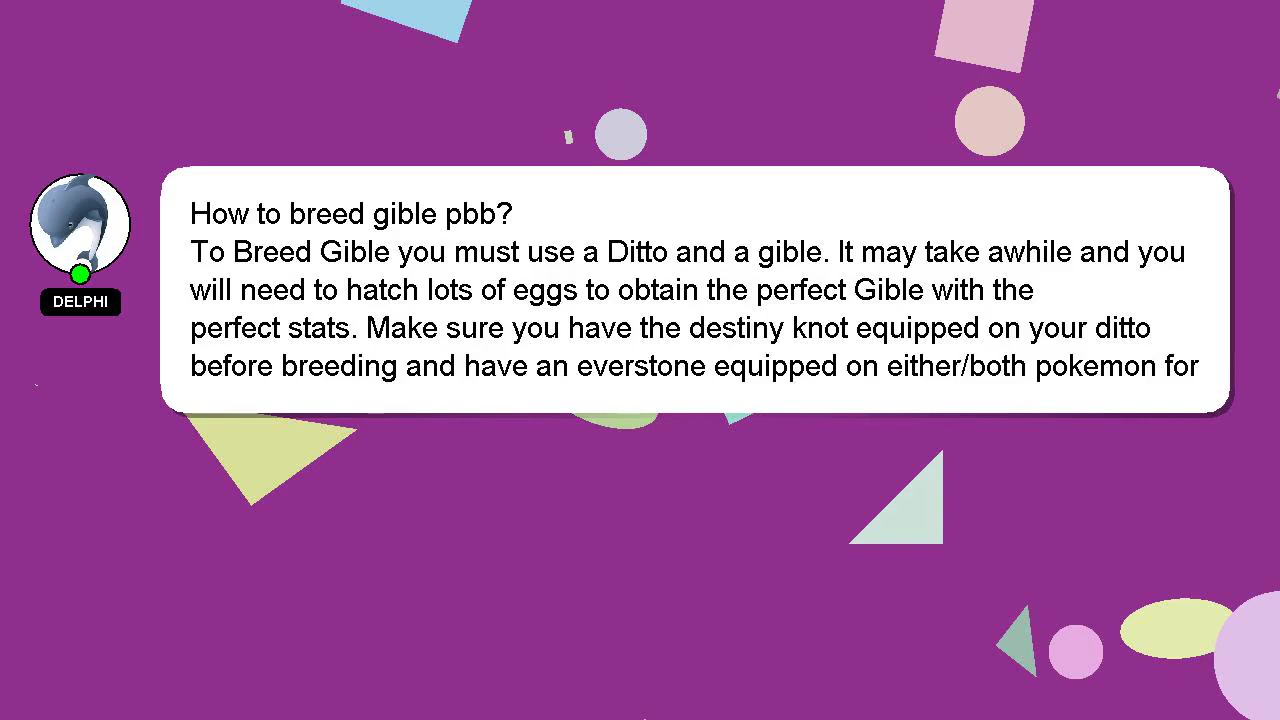 How to breed gible pbb?
To Breed Gible you must use a Ditto and a gible. It may take awhile and you
will need to hatch lots of eggs to obtain the perfect Gible with the
perfect stats. Make sure you have the destiny knot equipped on your ditto
before breeding and have an everstone equipped on either/both pokemon for
DELPHI